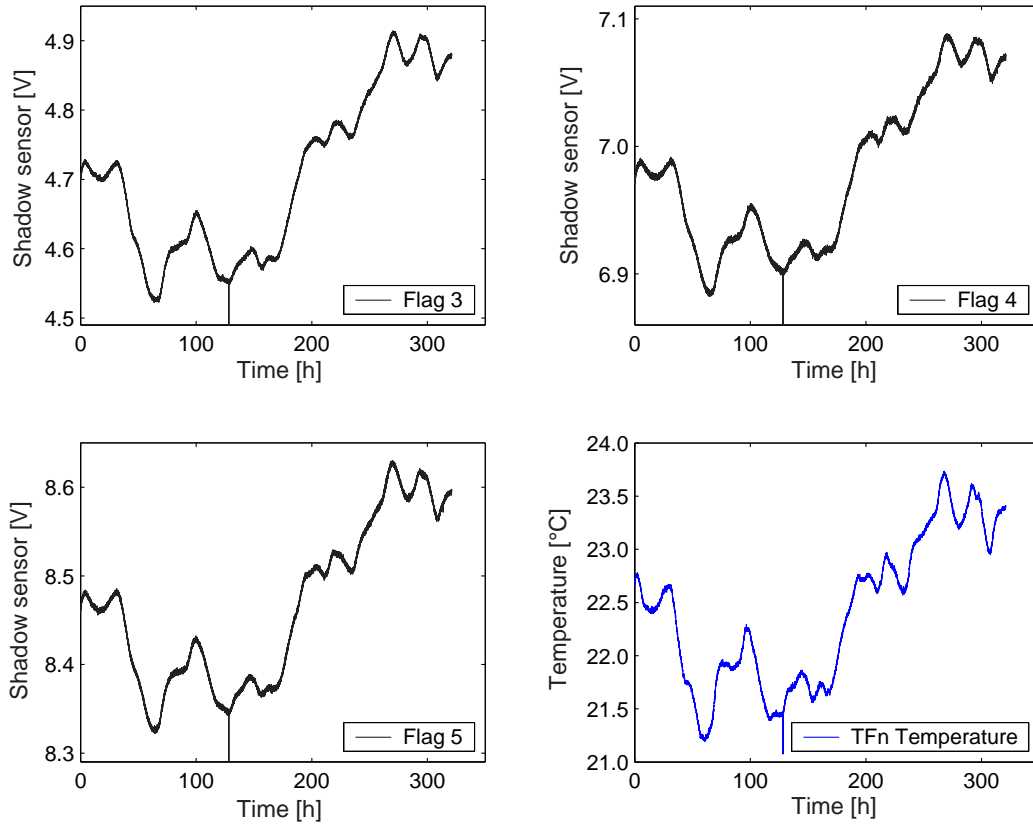 Shadow sensor [V]
4.9
4.8
4.7
4.6
4.5
0 100 200 300
Time [h]
Flag 3
Shadow sensor [V]
7.1
7.0
6.9
0 100 200 300
Time [h]
Flag 4
Shadow sensor [V]
8.6
8.5
8.4
8.3
0 100 200 300
Time [h]
Flag 5
Temperature [°C]
24.0
23.5
23.0
22.5
22.0
21.5
21.0
0 100 200 300
Time [h]
TFn Temperature